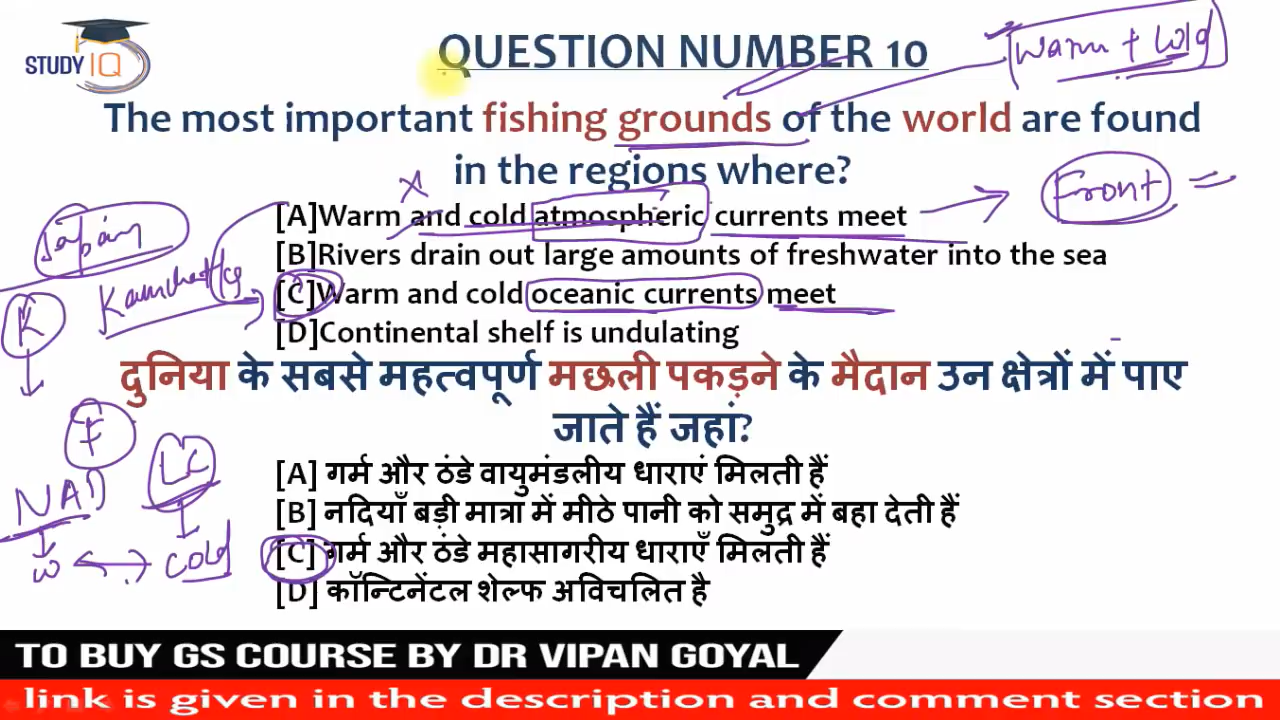 STUDY IQ
QUESTION NUMBER 10
Warm + Cold
The most important fishing grounds of the world are found
in the regions where?
Front
[A]Warm and cold atmospheric currents meet
[B]Rivers drain out large amounts of freshwater into the sea
[C]Warm and cold oceanic currents meet
[D]Continental shelf is undulating
K
दुनिया के सबसे महत्वपूर्ण मछली पकड़ने के मैदान उन क्षेत्रों में पाए
जाते हैं जहां?
F
LC
NAD
W
Cold
[A] गर्म और ठंडे वायुमंडलीय धाराएं मिलती हैं
[B] नदियाँ बड़ी मात्रा में मीठे पानी को समुद्र में बहा देती हैं
[C] गर्म और ठंडे महासागरीय धाराएँ मिलती हैं
[D] कॉन्टिनेंटल शेल्फ अविचलित है
TO BUY GS COURSE BY DR VIPAN GOYAL
link is given in the description and comment section